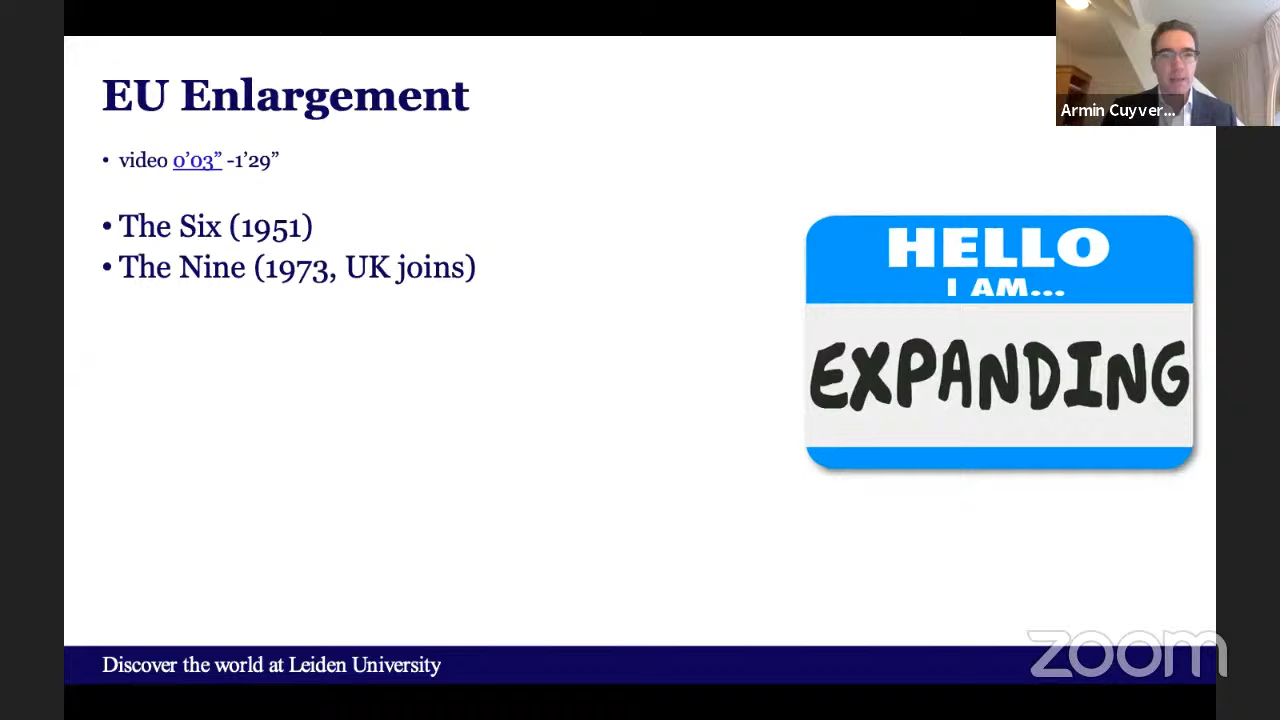 EU Enlargement
• video 0’03” -1’29”
• The Six (1951)
• The Nine (1973, UK joins)
HELLO
I AM...
EXPANDING
Armin Cuyver...
Discover the world at Leiden University
zoom